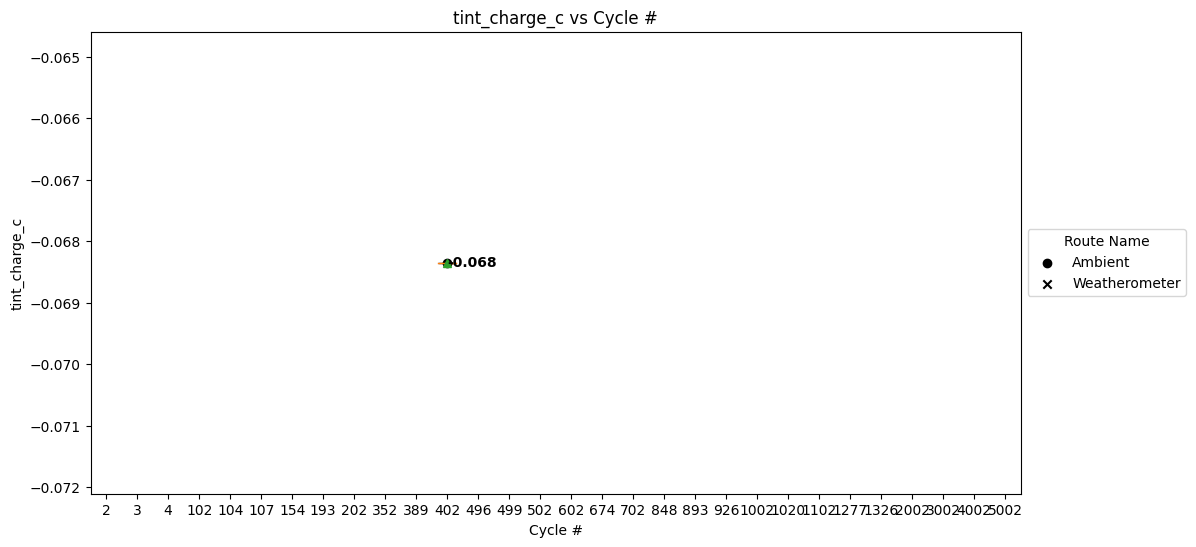 tint_charge_c vs Cycle #
−0.065
−0.066
−0.067
−0.068
−0.069
−0.070
−0.071
−0.072
tint_charge_c
-0.068
2 3 4 102 104 107 154 193 202 352 389 402 496 499 502 602 674 702 848 893 926 1002 1020 1102 1277 1326 2002 3002 4002 5002
Cycle #
Route Name
Ambient
Weatherometer